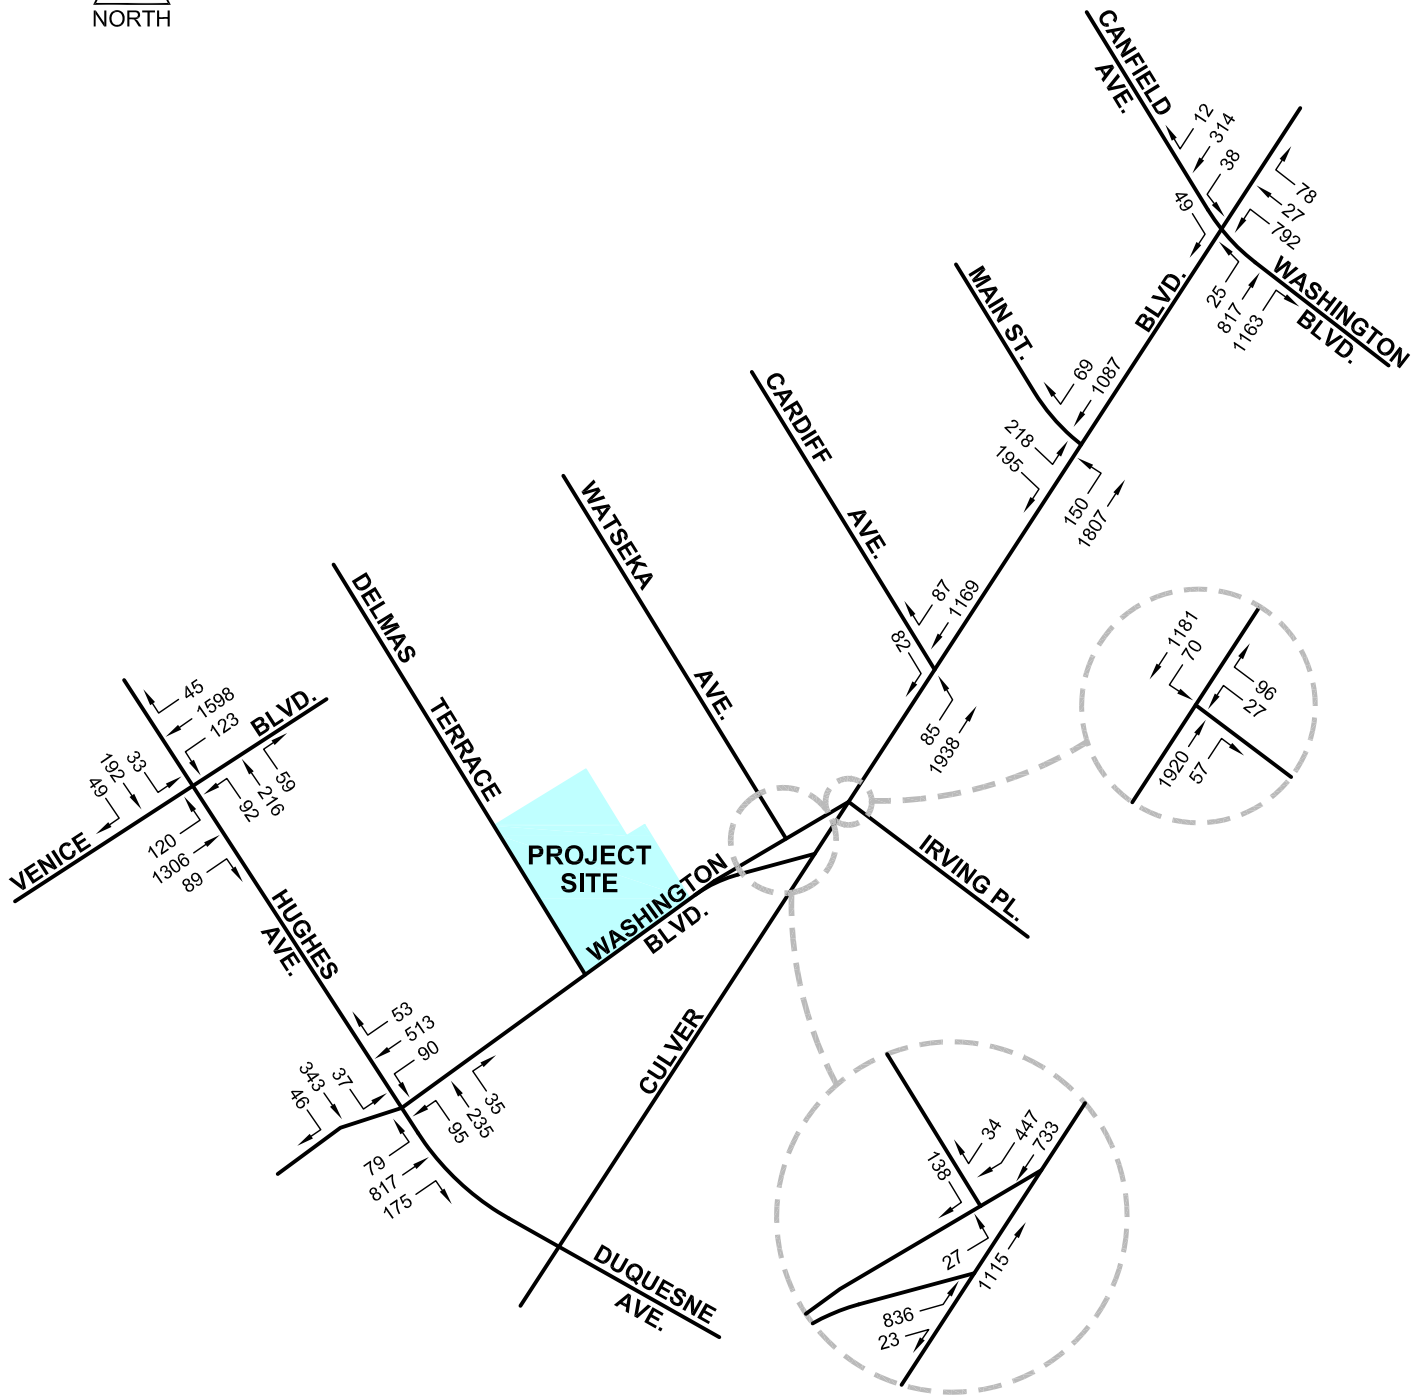 NORTH
CANFIELD
AVE.
12
314
38
49
78
27
792
25
817
1163
WASHINGTON
BLVD.
BLVD.
MAIN ST.
69
1087
218
195
150
1807
CARDIFF
AVE.
87
1169
82
85
1938
WATSEKA
AVE.
DELMAS
TERRACE
1181
70
96
27
1920
57
45
1598
123
BLVD.
33
192
49
59
216
92
120
1306
89
VENICE
HUGHES
AVE.
PROJECT
SITE
WASHINGTON
BLVD.
IRVING PL.
CULVER
53
513
90
343
37
46
35
235
95
79
817
175
DUQUESNE
AVE.
34
447
733
138
27
1115
836
23